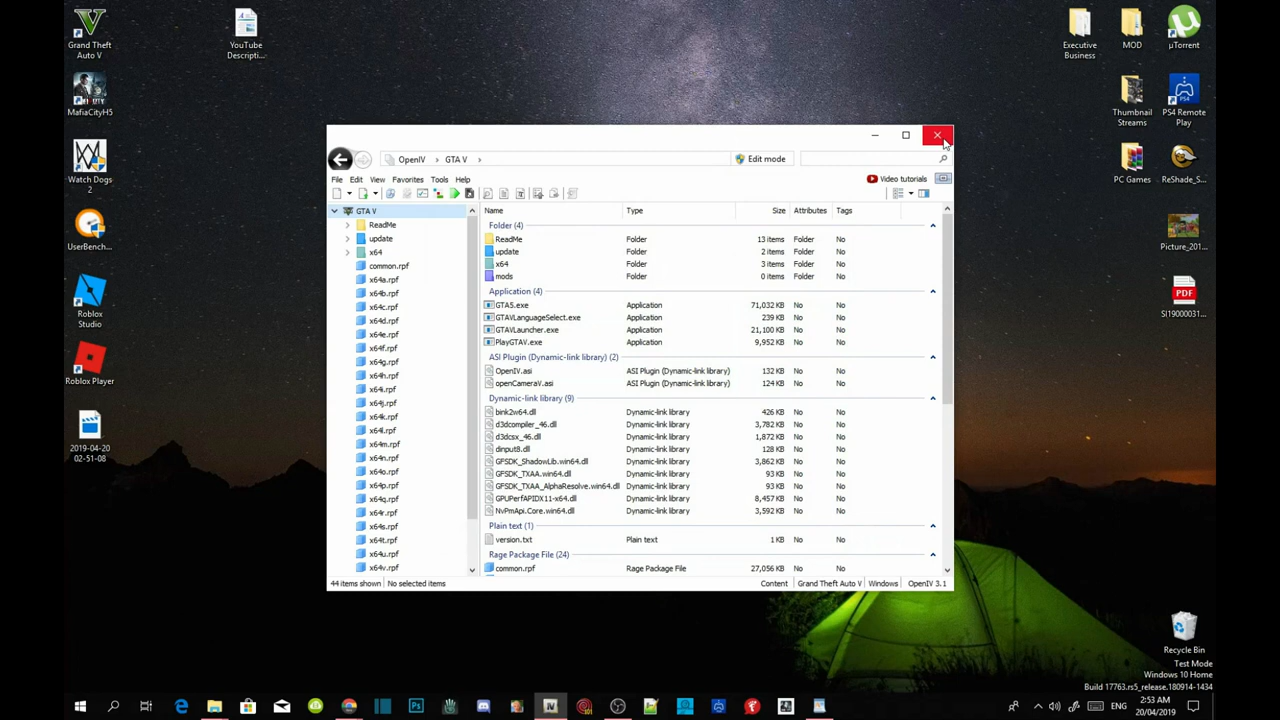 Grand Theft
Auto V
MafiaCityH5
Watch Dogs
2
UserBenc...
Roblox
Studio
Roblox Player
2019-04-20
02-51-08
YouTube
Descripti...
Executive
Business
MOD
µTorrent
Thumbnail
Streams
PS4 Remote
Play
PC Games
ReShade_S...
Picture_201...
PDF
SI19000031...
Recycle Bin
OpenIV
GTA V
Edit mode
File
Edit
View
Favorites
Tools
Help
Video tutorials
GTA V
ReadMe
update
x64
common.rpf
x64a.rpf
x64b.rpf
x64c.rpf
x64d.rpf
x64e.rpf
x64f.rpf
x64g.rpf
x64h.rpf
x64i.rpf
x64j.rpf
x64k.rpf
x64l.rpf
x64m.rpf
x64n.rpf
x64o.rpf
x64p.rpf
x64q.rpf
x64r.rpf
x64s.rpf
x64t.rpf
x64u.rpf
x64v.rpf
Name Type Size Attributes Tags
Folder (4)
ReadMe Folder 13 items Folder No
update Folder 2 items Folder No
x64 Folder 3 items Folder No
mods Folder 0 items Folder No
Application (4)
GTA5.exe Application 71,032 KB No No
GTAVLanguageSelect.exe Application 239 KB No No
GTAVLauncher.exe Application 21,100 KB No No
PlayGTAV.exe Application 9,952 KB No No
ASI Plugin (Dynamic-link library) (2)
OpenIV.asi ASI Plugin (Dynamic-link library) 132 KB No No
openCameraV.asi ASI Plugin (Dynamic-link library) 124 KB No No
Dynamic-link library (9)
bink2w64.dll Dynamic-link library 426 KB No No
d3dcompiler_46.dll Dynamic-link library 3,782 KB No No
d3dcsx_46.dll Dynamic-link library 1,872 KB No No
dinput8.dll Dynamic-link library 128 KB No No
GFSDK_ShadowLib.win64.dll Dynamic-link library 3,862 KB No No
GFSDK_TXAA.win64.dll Dynamic-link library 93 KB No No
GFSDK_TXAA_AlphaResolve.win64.dll Dynamic-link library 93 KB No No
GPUPerfAPIDX11-x64.dll Dynamic-link library 8,457 KB No No
NvPmApi.Core.win64.dll Dynamic-link library 3,592 KB No No
Plain text (1)
version.txt Plain text 1 KB No No
Rage Package File (24)
common.rpf Rage Package File 27,056 KB No No
44 items shown No selected items Content Grand Theft Auto V Windows OpenIV 3.1
Test Mode
Windows 10 Home
Build 17763.rs5_release.180914-1434
ENG
2:53 AM
20/04/2019